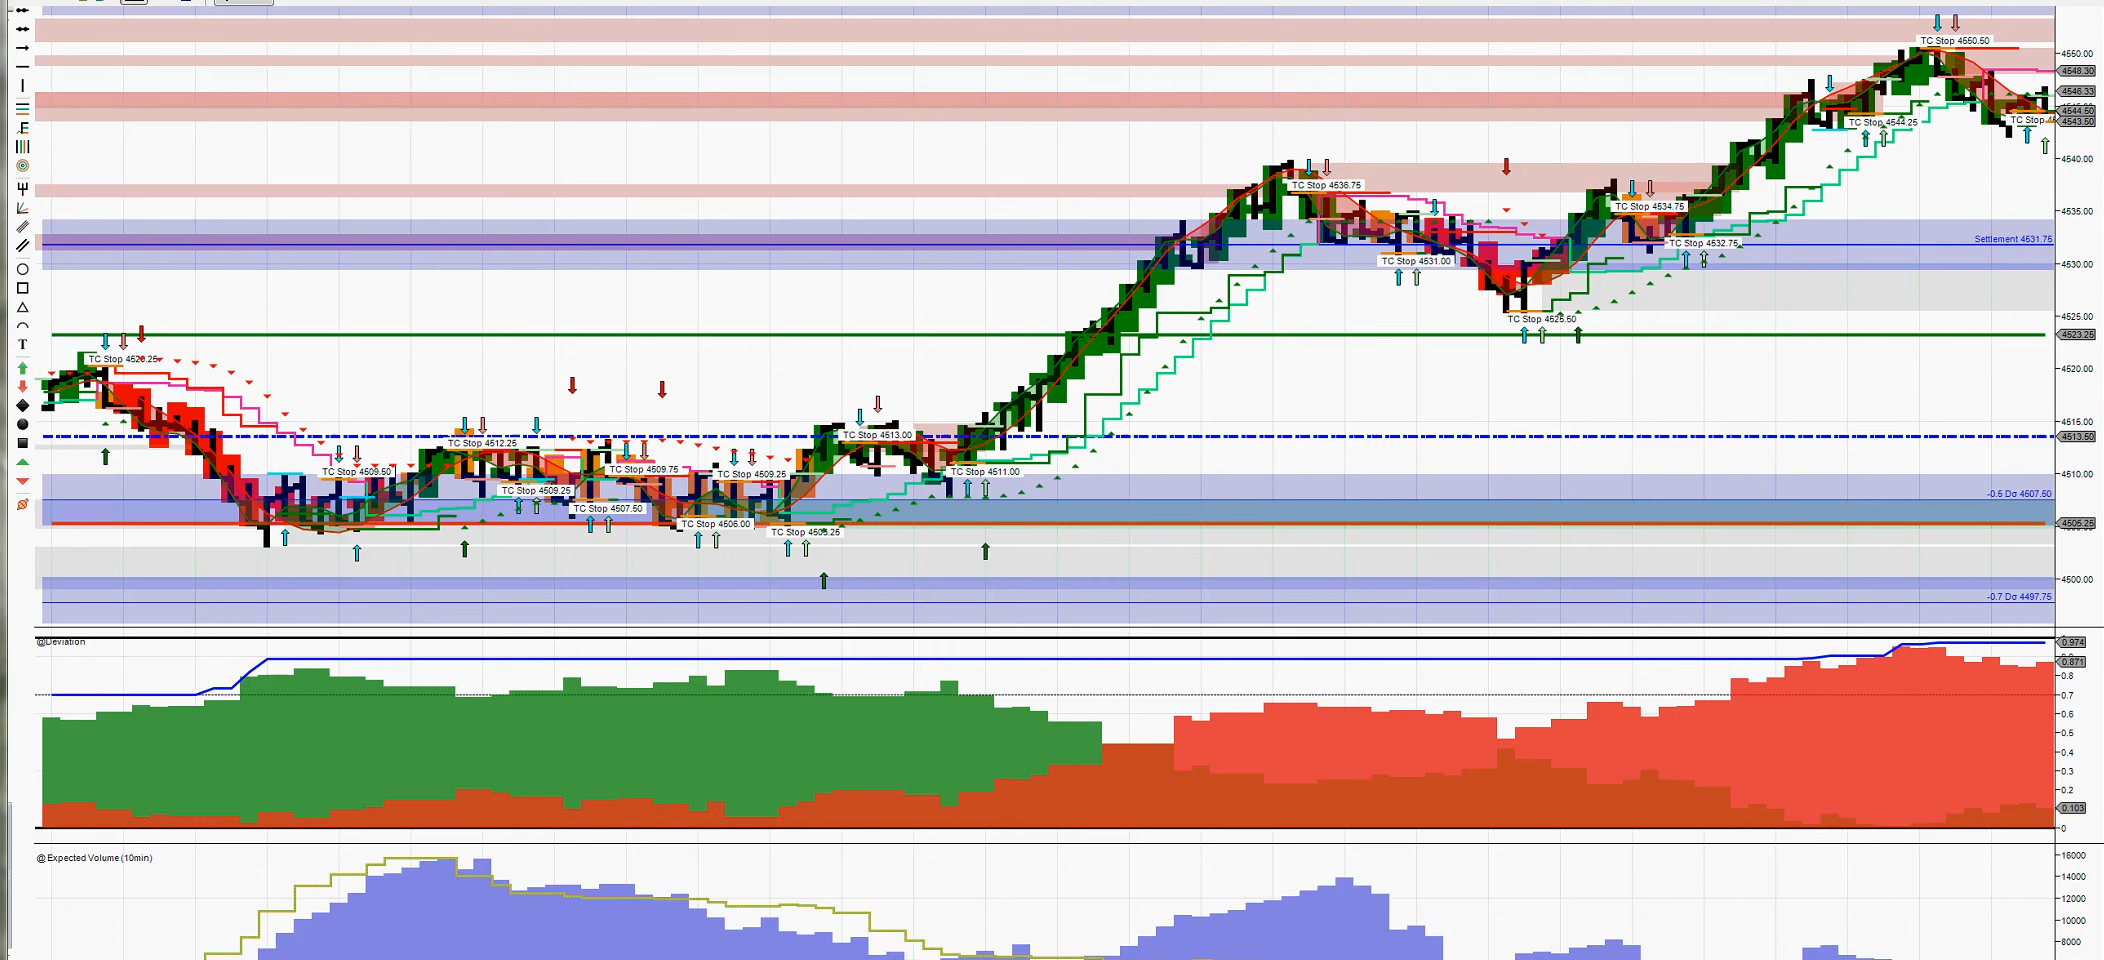 TC Stop 4550.50
4550.00
4548.30
4546.33
4544.50
4543.50
TC Stop 4544.25
TC Stop
4540.00
TC Stop 4536.75
TC Stop 4534.75
4535.00
Settlement 4531.75
TC Stop 4532.75
TC Stop 4531.00
4530.00
TC Stop 4525.50
4525.00
4523.25
TC Stop 4520.25
4520.00
4515.00
TC Stop 4513.00
4513.50
TC Stop 4512.25
TC Stop 4509.50
TC Stop 4509.75
TC Stop 4509.25
TC Stop 4511.00
4510.00
TC Stop 4509.25
-0.5 Dσ 4507.50
TC Stop 4507.50
TC Stop 4506.00
4505.25
TC Stop 4505.25
4500.00
-0.7 Dσ 4497.75
@Deviation
0.974
0.871
0.8
0.7
0.6
0.5
0.4
0.3
0.2
0.103
0
@Expected Volume (10min)
16000
14000
12000
10000
8000
T